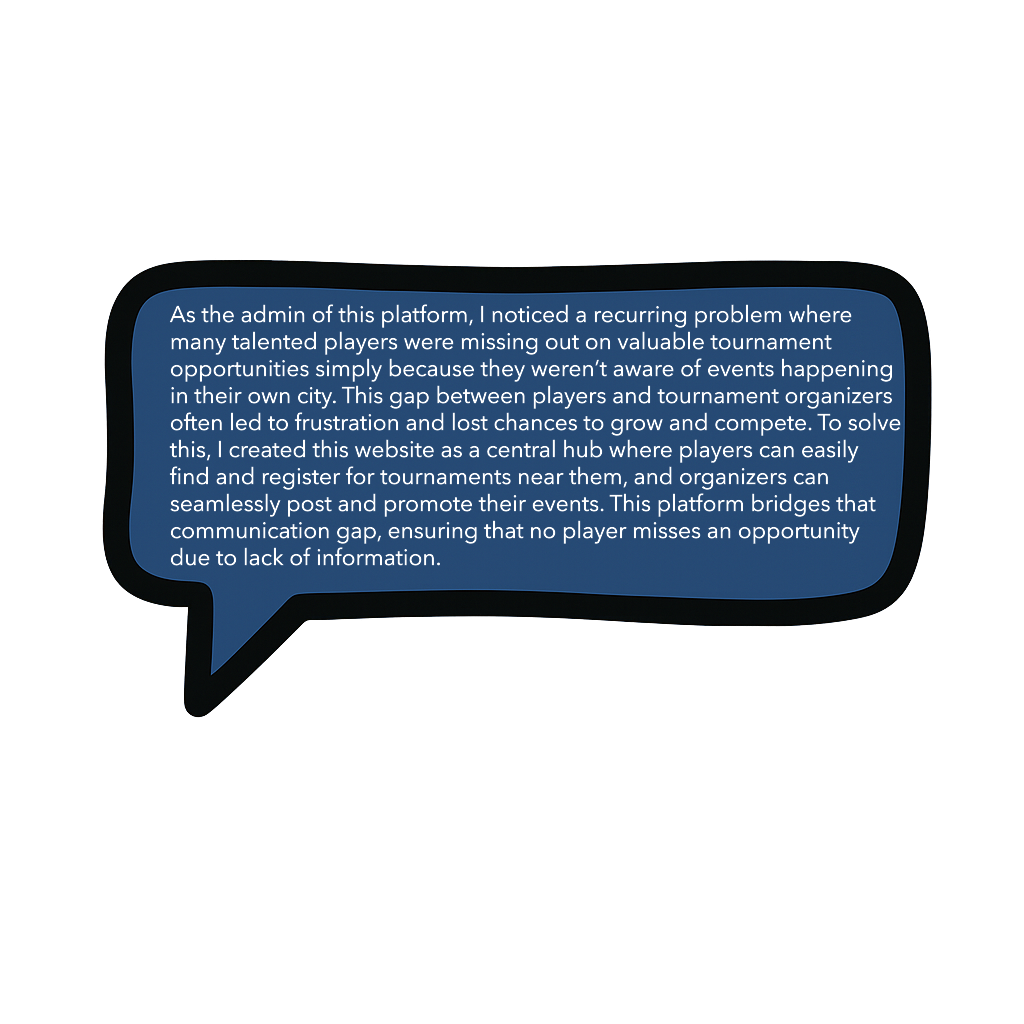 As the admin of this platform, I noticed a recurring problem where
many talented players were missing out on valuable tournament
opportunities simply because they weren’t aware of events happening
in their own city. This gap between players and tournament organizers
often led to frustration and lost chances to grow and compete. To solve
this, I created this website as a central hub where players can easily
find and register for tournaments near them, and organizers can
seamlessly post and promote their events. This platform bridges that
communication gap, ensuring that no player misses an opportunity
due to lack of information.